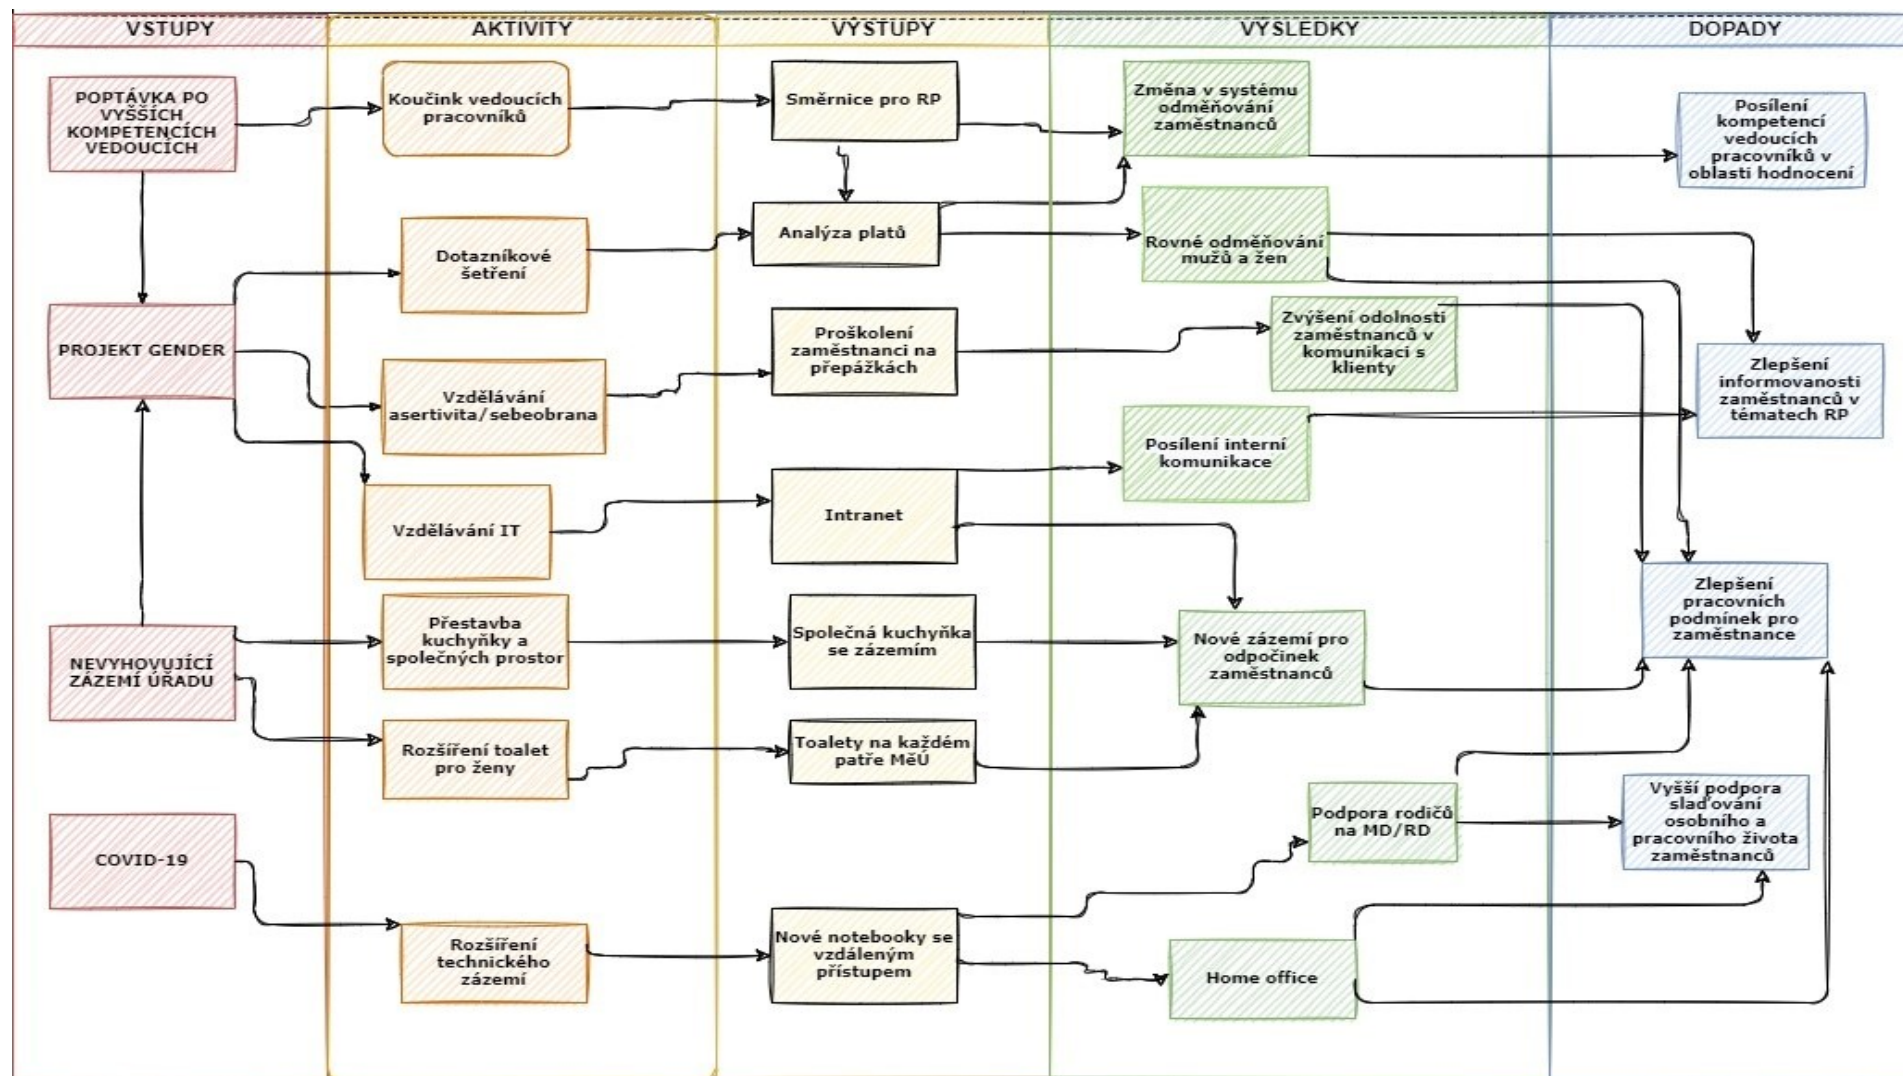 VSTUPY
AKTIVITY
VÝSTUPY
VÝSLEDKY
DOPADY
POPTÁVKA PO
VYŠŠÍCH
KOMPETENCÍCH
VEDOUCÍCH
PROJEKT GENDER
NEVYHOVUJÍCÍ
ZÁZEMÍ ÚŘADU
COVID-19
Koučink vedoucích
pracovníků
Dotazníkové
šetření
Vzdělávání
asertivita/sebeobrana
Vzdělávání IT
Přestavba
kuchyňky a
společných prostor
Rozšíření toalet
pro ženy
Rozšíření
technického
zázemí
Směrnice pro RP
Analýza platů
Proškolení
zaměstnanci na
přepážkách
Intranet
Společná kuchyňka
se zázemím
Toalety na každém
patře MěÚ
Nové notebooky se
vzdáleným
přístupem
Změna v systému
odměňování
zaměstnanců
Rovné odměňování
mužů a žen
Zvýšení odolnosti
zaměstnanců v
komunikaci s
klienty
Posílení interní
komunikace
Nové zázemí pro
odpočinek
zaměstnanců
Podpora rodičů
na MD/RD
Home office
Posílení
kompetencí
vedoucích
pracovníků v
oblasti hodnocení
Zlepšení
informovanosti
zaměstnanců v
tématech RP
Zlepšení
pracovních
podmínek pro
zaměstnance
Vyšší podpora
slaďování
osobního a
pracovního života
zaměstnanců